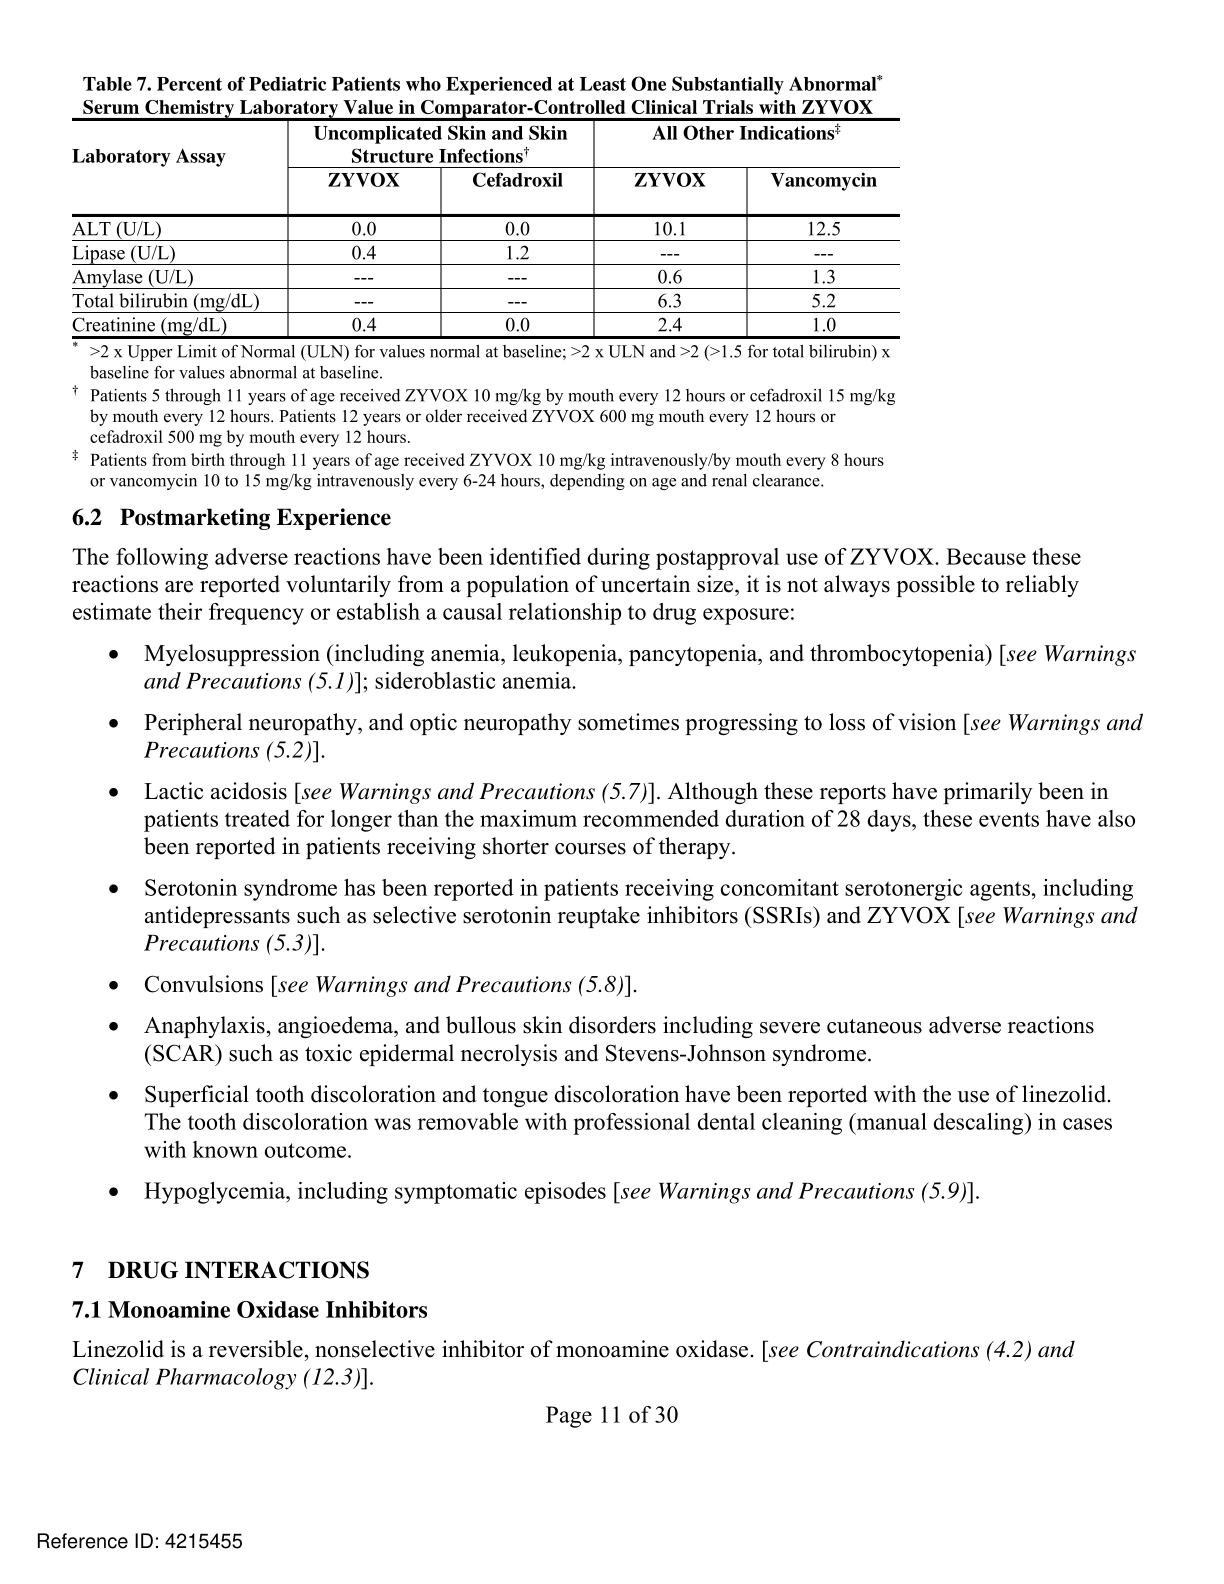 Table 7. Percent of Pediatric Patients who Experienced at Least One Substantially Abnormal*
Serum Chemistry Laboratory Value in Comparator-Controlled Clinical Trials with ZYVOX
Laboratory Assay
Uncomplicated Skin and Skin
Structure Infections†
All Other Indications‡
ZYVOX Cefadroxil ZYVOX Vancomycin
ALT (U/L) 0.0 0.0 10.1 12.5
Lipase (U/L) 0.4 1.2 --- ---
Amylase (U/L) --- --- 0.6 1.3
Total bilirubin (mg/dL) --- --- 6.3 5.2
Creatinine (mg/dL) 0.4 0.0 2.4 1.0
* >2 x Upper Limit of Normal (ULN) for values normal at baseline; >2 x ULN and >2 (>1.5 for total bilirubin) x
baseline for values abnormal at baseline.
† Patients 5 through 11 years of age received ZYVOX 10 mg/kg by mouth every 12 hours or cefadroxil 15 mg/kg
by mouth every 12 hours. Patients 12 years or older received ZYVOX 600 mg mouth every 12 hours or
cefadroxil 500 mg by mouth every 12 hours.
‡ Patients from birth through 11 years of age received ZYVOX 10 mg/kg intravenously/by mouth every 8 hours
or vancomycin 10 to 15 mg/kg intravenously every 6-24 hours, depending on age and renal clearance.
6.2 Postmarketing Experience
The following adverse reactions have been identified during postapproval use of ZYVOX. Because these
reactions are reported voluntarily from a population of uncertain size, it is not always possible to reliably
estimate their frequency or establish a causal relationship to drug exposure:
• Myelosuppression (including anemia, leukopenia, pancytopenia, and thrombocytopenia) [see Warnings
and Precautions (5.1)]; sideroblastic anemia.
• Peripheral neuropathy, and optic neuropathy sometimes progressing to loss of vision [see Warnings and
Precautions (5.2)].
• Lactic acidosis [see Warnings and Precautions (5.7)]. Although these reports have primarily been in
patients treated for longer than the maximum recommended duration of 28 days, these events have also
been reported in patients receiving shorter courses of therapy.
• Serotonin syndrome has been reported in patients receiving concomitant serotonergic agents, including
antidepressants such as selective serotonin reuptake inhibitors (SSRIs) and ZYVOX [see Warnings and
Precautions (5.3)].
• Convulsions [see Warnings and Precautions (5.8)].
• Anaphylaxis, angioedema, and bullous skin disorders including severe cutaneous adverse reactions
(SCAR) such as toxic epidermal necrolysis and Stevens-Johnson syndrome.
• Superficial tooth discoloration and tongue discoloration have been reported with the use of linezolid.
The tooth discoloration was removable with professional dental cleaning (manual descaling) in cases
with known outcome.
• Hypoglycemia, including symptomatic episodes [see Warnings and Precautions (5.9)].
7 DRUG INTERACTIONS
7.1 Monoamine Oxidase Inhibitors
Linezolid is a reversible, nonselective inhibitor of monoamine oxidase. [see Contraindications (4.2) and
Clinical Pharmacology (12.3)].
Page 11 of 30
Reference ID: 4215455